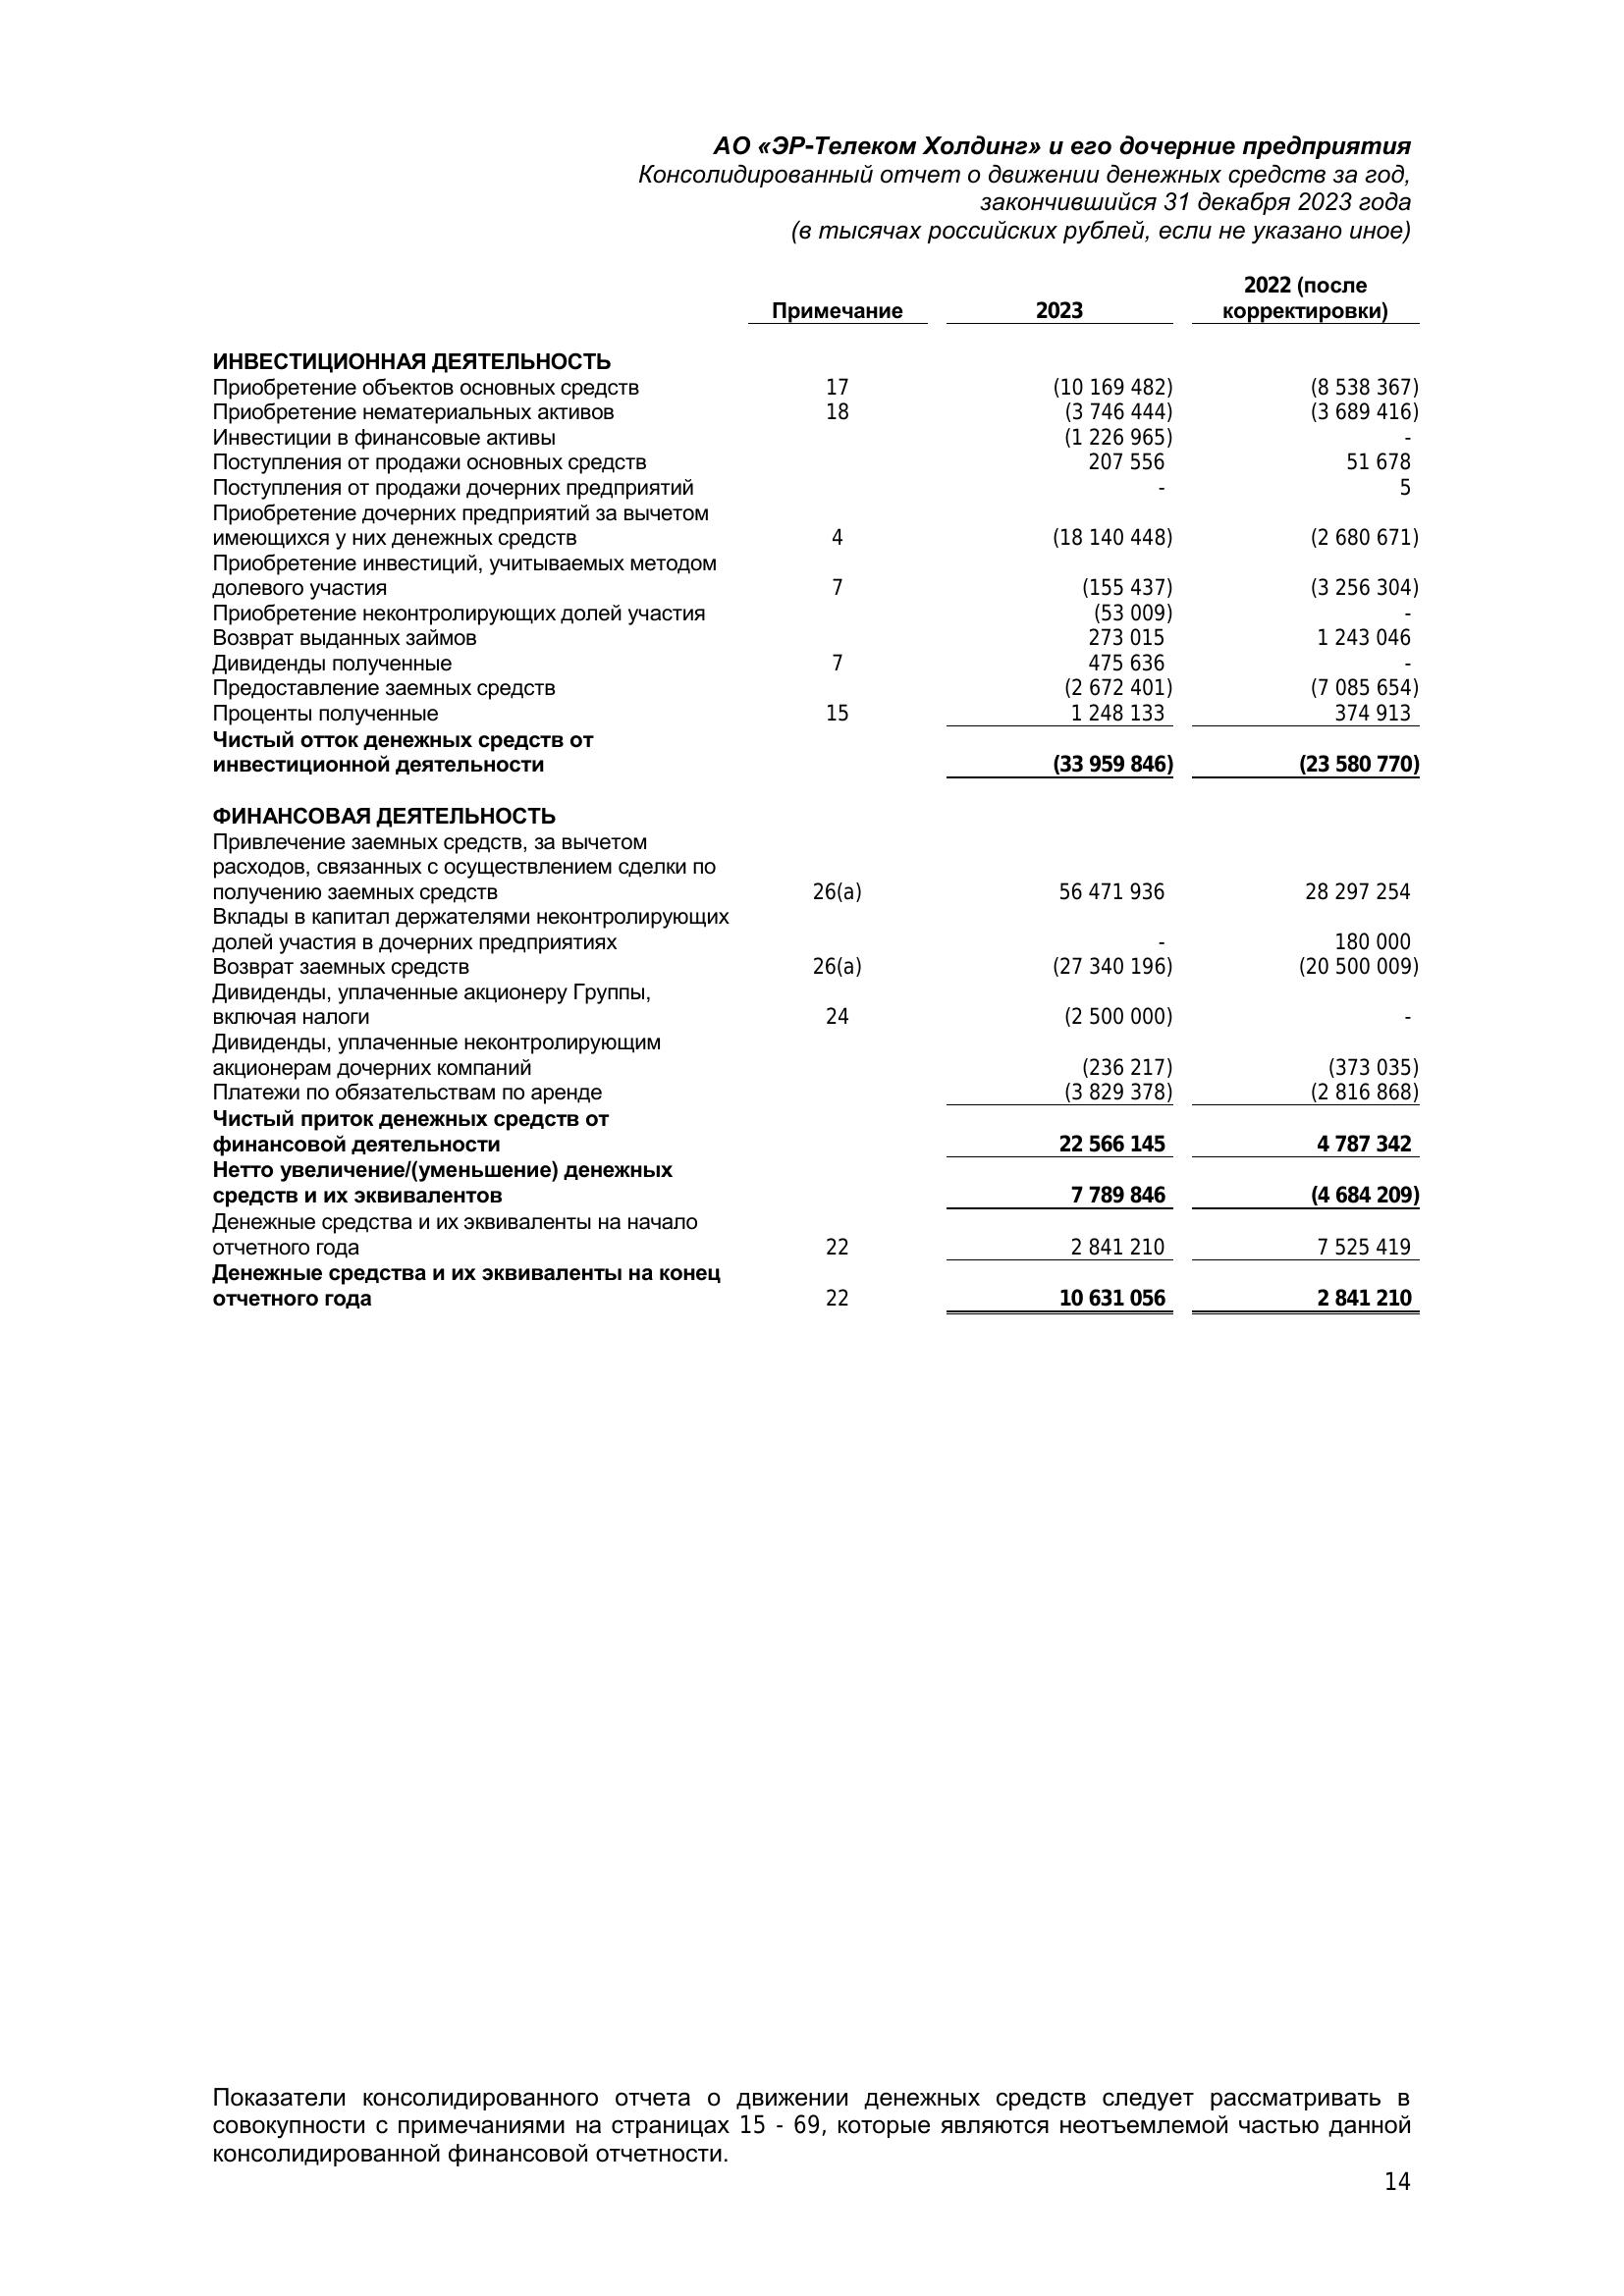 АО «ЭР-Телеком Холдинг» и его дочерние предприятия
Консолидированный отчет о движении денежных средств за год,
закончившийся 31 декабря 2023 года
(в тысячах российских рублей, если не указано иное)
2022 (после
Примечание 2023 корректировки)
ИНВЕСТИЦИОННАЯ ДЕЯТЕЛЬНОСТЬ
Приобретение объектов основных средств 17 (10 169 482) (8 538 367)
Приобретение нематериальных активов 18 (3 746 444) (3 689 416)
Инвестиции в финансовые активы (1 226 965) -
Поступления от продажи основных средств 207 556 51 678
Поступления от продажи дочерних предприятий - 5
Приобретение дочерних предприятий за вычетом
имеющихся у них денежных средств 4 (18 140 448) (2 680 671)
Приобретение инвестиций, учитываемых методом
долевого участия 7 (155 437) (3 256 304)
Приобретение неконтролирующих долей участия (53 009) -
Возврат выданных займов 273 015 1 243 046
Дивиденды полученные 7 475 636 -
Предоставление заемных средств (2 672 401) (7 085 654)
Проценты полученные 15 1 248 133 374 913
Чистый отток денежных средств от
инвестиционной деятельности (33 959 846) (23 580 770)
ФИНАНСОВАЯ ДЕЯТЕЛЬНОСТЬ
Привлечение заемных средств, за вычетом
расходов, связанных с осуществлением сделки по
получению заемных средств 26(а) 56 471 936 28 297 254
Вклады в капитал держателями неконтролирующих
долей участия в дочерних предприятиях - 180 000
Возврат заемных средств 26(а) (27 340 196) (20 500 009)
Дивиденды, уплаченные акционеру Группы,
включая налоги 24 (2 500 000) -
Дивиденды, уплаченные неконтролирующим
акционерам дочерних компаний (236 217) (373 035)
Платежи по обязательствам по аренде (3 829 378) (2 816 868)
Чистый приток денежных средств от
финансовой деятельности 22 566 145 4 787 342
Нетто увеличение/(уменьшение) денежных
средств и их эквивалентов 7 789 846 (4 684 209)
Денежные средства и их эквиваленты на начало
отчетного года 22 2 841 210 7 525 419
Денежные средства и их эквиваленты на конец
отчетного года 22 10 631 056 2 841 210
Показатели консолидированного отчета о движении денежных средств следует рассматривать в
совокупности с примечаниями на страницах 15 - 69, которые являются неотъемлемой частью данной
консолидированной финансовой отчетности.
14